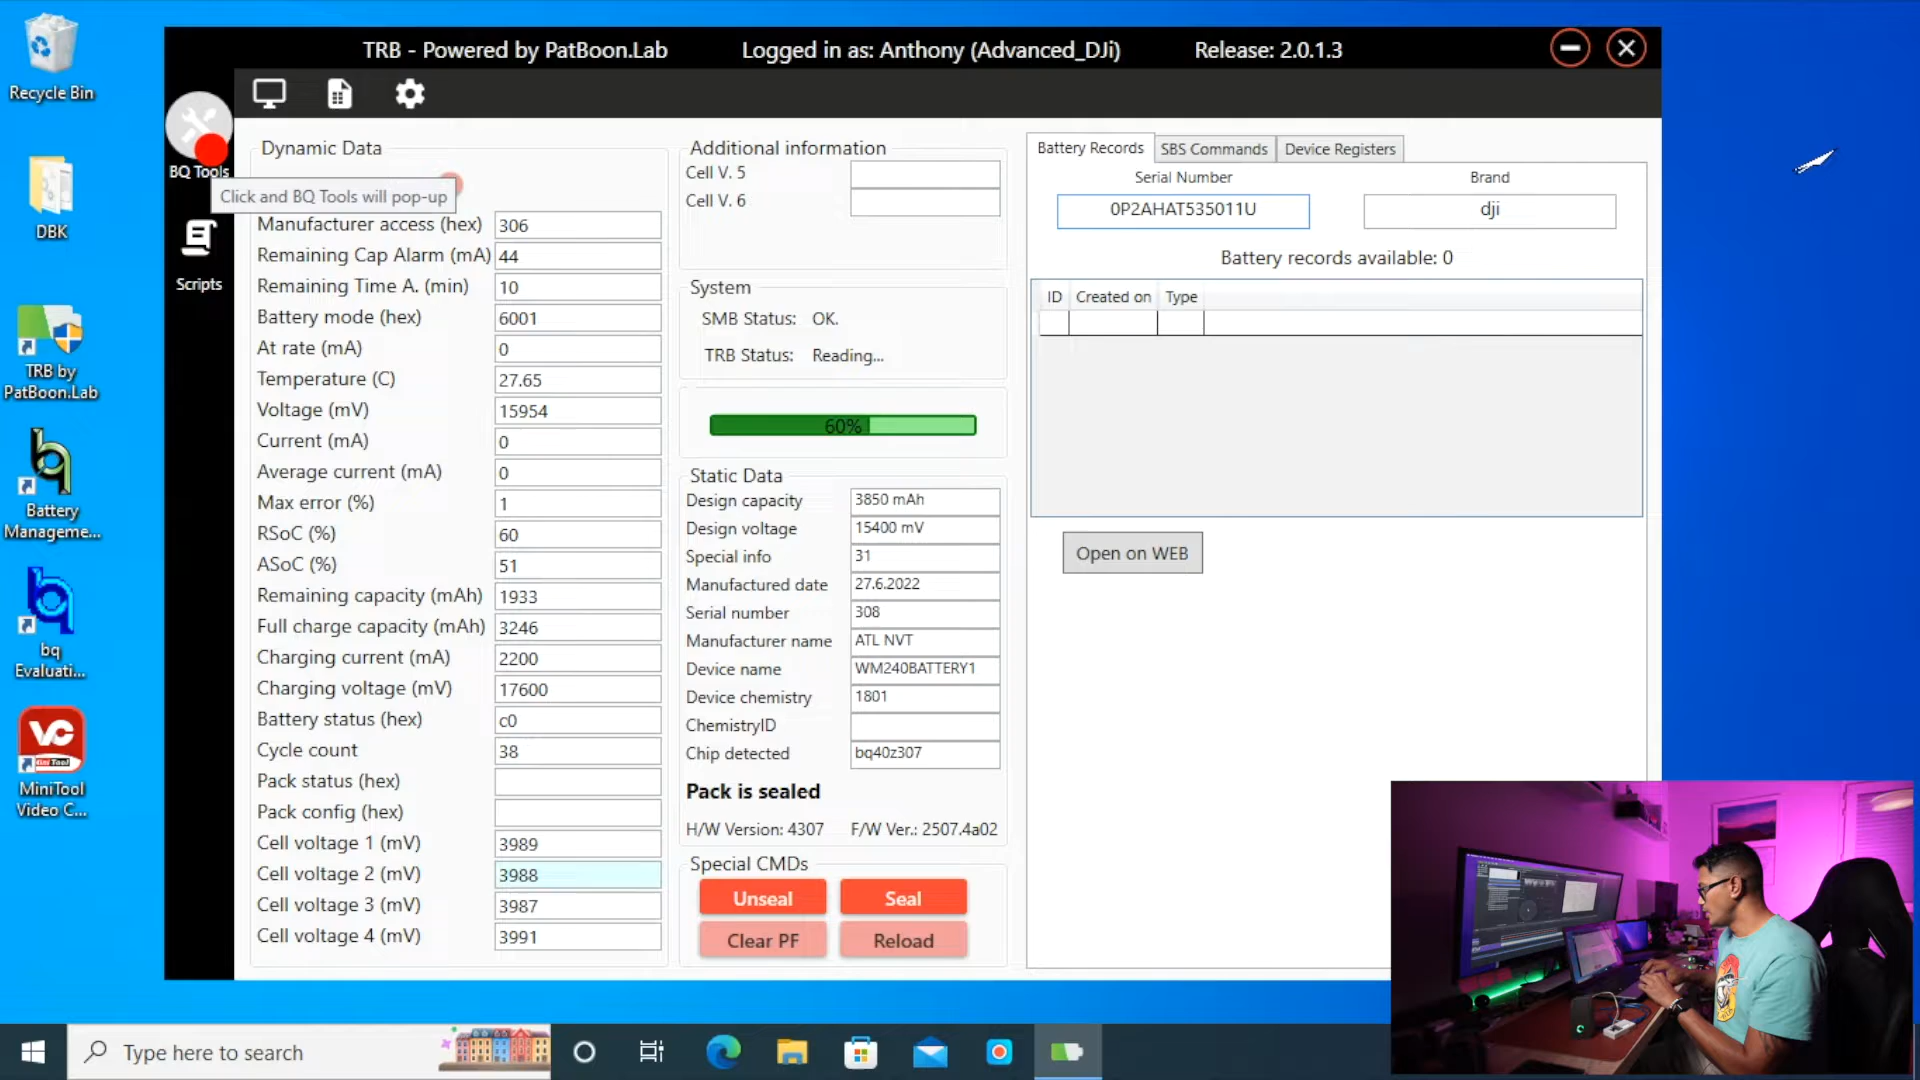 Recycle Bin
DBK
TRB by
PatBoon.Lab
Battery
Manageme...
bq
Evaluati...
VC
Mini Tool
MiniTool
Video C...
TRB - Powered by PatBoon.Lab
Logged in as: Anthony (Advanced_DJi)
Release: 2.0.1.3
BQ Tools
Click and BQ Tools will pop-up
Scripts
Dynamic Data
Manufacturer access (hex) 306
Remaining Cap Alarm (mA) 44
Remaining Time A. (min) 10
Battery mode (hex) 6001
At rate (mA) 0
Temperature (C) 27.65
Voltage (mV) 15954
Current (mA) 0
Average current (mA) 0
Max error (%) 1
RSoC (%) 60
ASoC (%) 51
Remaining capacity (mAh) 1933
Full charge capacity (mAh) 3246
Charging current (mA) 2200
Charging voltage (mV) 17600
Battery status (hex) c0
Cycle count 38
Pack status (hex)
Pack config (hex)
Cell voltage 1 (mV) 3989
Cell voltage 2 (mV) 3988
Cell voltage 3 (mV) 3987
Cell voltage 4 (mV) 3991
Additional information
Cell V. 5
Cell V. 6
System
SMB Status: OK.
TRB Status: Reading...
60%
Static Data
Design capacity 3850 mAh
Design voltage 15400 mV
Special info 31
Manufactured date 27.6.2022
Serial number 308
Manufacturer name ATL NVT
Device name WM240BATTERY1
Device chemistry 1801
ChemistryID
Chip detected bq40z307
Pack is sealed
H/W Version: 4307 F/W Ver.: 2507.4a02
Special CMDs
Unseal Seal
Clear PF Reload
Battery Records SBS Commands Device Registers
Serial Number Brand
0P2AHAT535011U dji
Battery records available: 0
ID Created on Type
Open on WEB
Type here to search